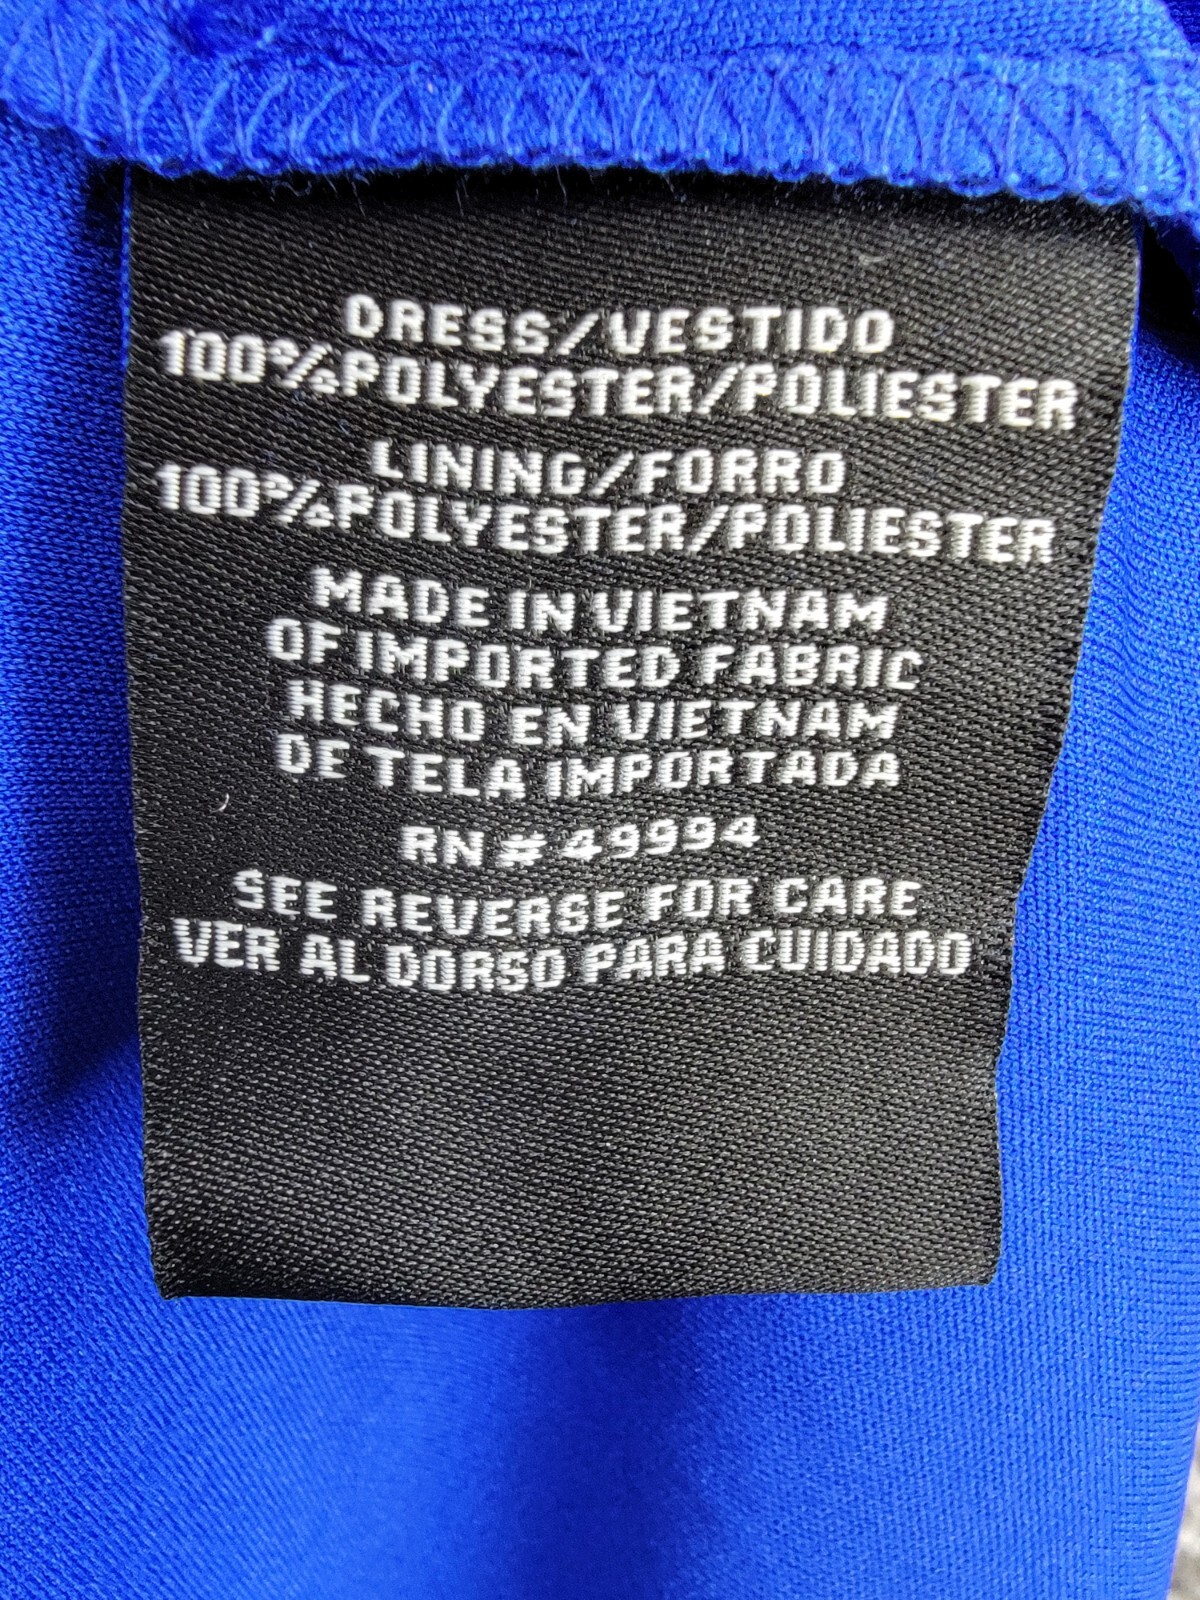 DRESS/VESTIDO
100%POLYESTER/POLIESTER
LINING/FORRO
100%POLYESTER/POLIESTER
MADE IN VIETNAM
OF IMPORTED FABRIC
HECHO EN VIETNAM
DE TELA IMPORTADA
RN#49994
SEE REVERSE FOR CARE
VER AL DORSO PARA CUIDADO